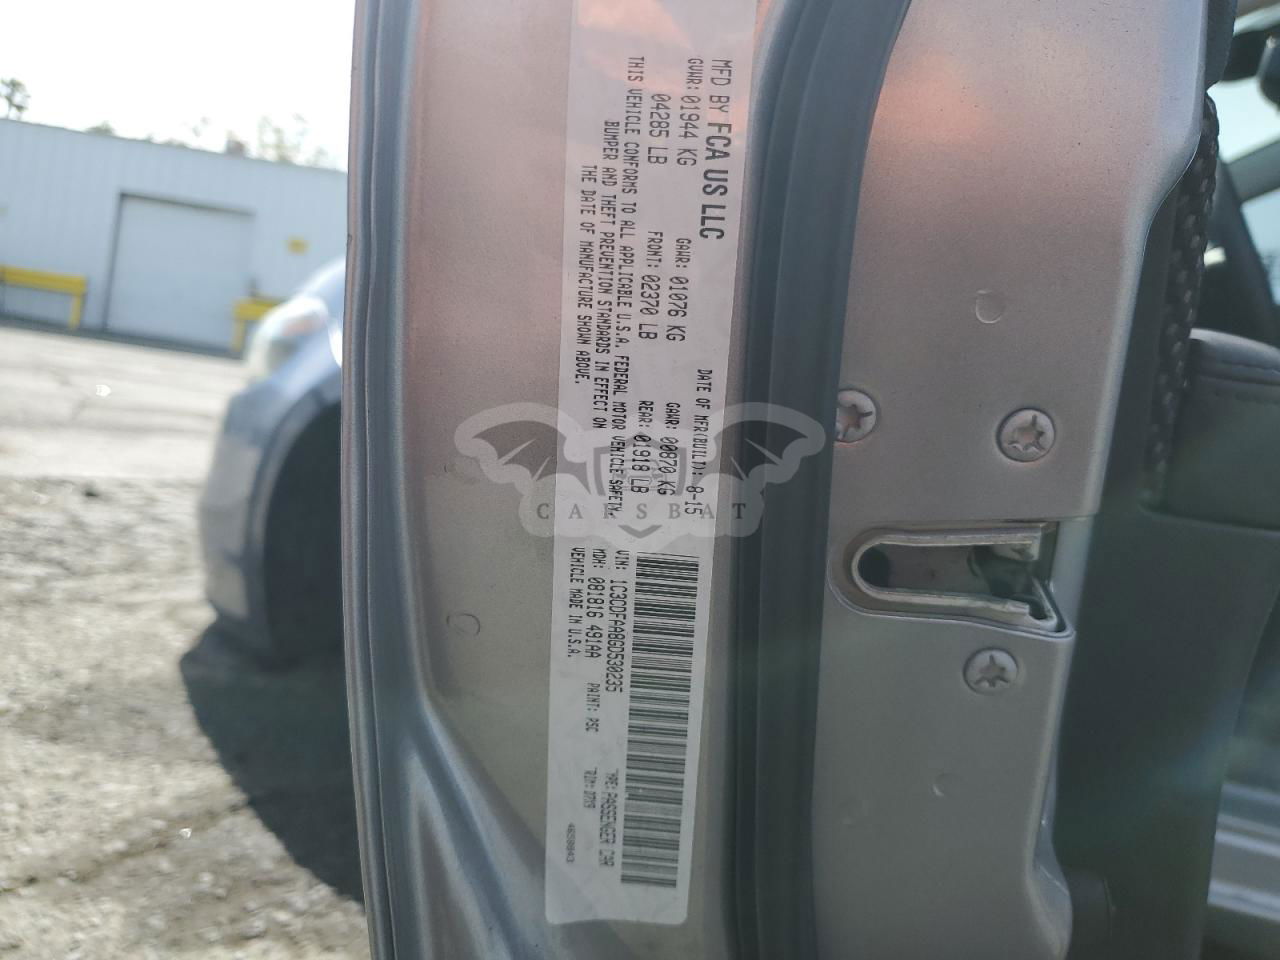 MFD BY FCA US LLC
DATE OF MFR(BUILT): 8-15
GVWR: 01944 KG
GAWR: 01076 KG
GAWR: 00870 KG
04285 LB
FRONT: 02370 LB
REAR: 01918 LB
THIS VEHICLE CONFORMS TO ALL APPLICABLE U.S.A. FEDERAL MOTOR VEHICLE SAFETY,
BUMPER AND THEFT PREVENTION STANDARDS IN EFFECT ON
THE DATE OF MANUFACTURE SHOWN ABOVE.
VIN: 1C3CDFAA8GD530235
TYPE: PASSENGER CAR
MDH: 081816 491AA
PAINT: PSC
TRIM: D7X9
VEHICLE MADE IN U.S.A.
CARSBAT